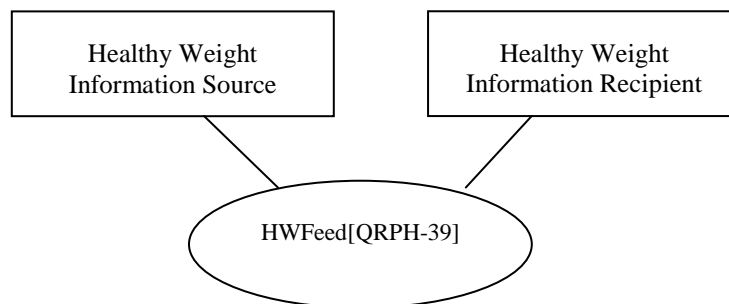 Healthy Weight
Information Source
Healthy Weight
Information Recipient
HWFeed[QRPH-39]